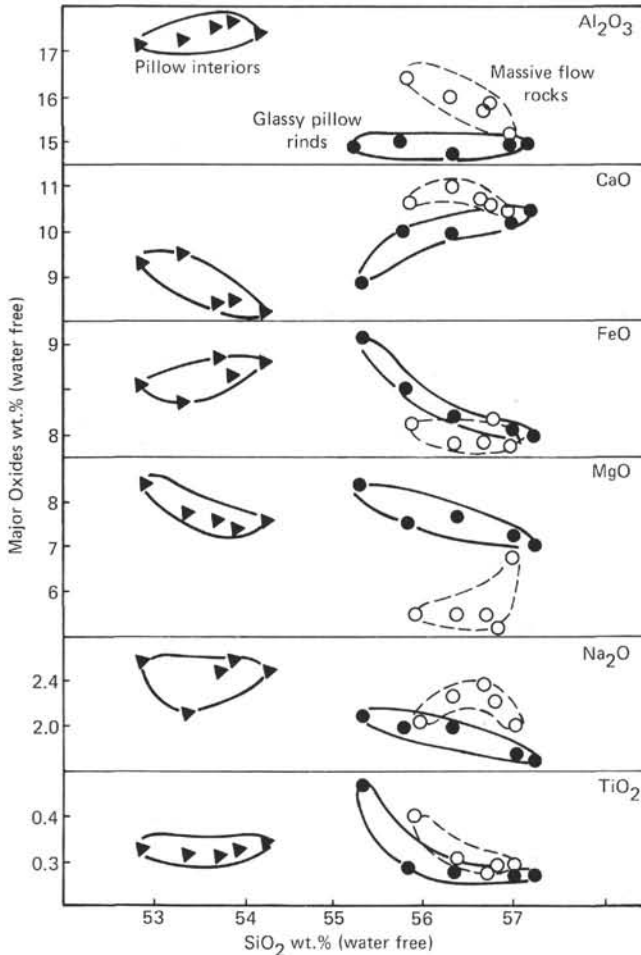 Al₂O₃
17
16
15
Pillow interiors
Massive flow
rocks
Glassy pillow
rinds
CaO
11
10
9
FeO
9
8
MgO
8
7
6
Na₂O
2.4
2.0
TiO₂
0.4
0.3
53 54 55 56 57
SiO₂ wt.% (water free)
Major Oxides wt.% (water free)